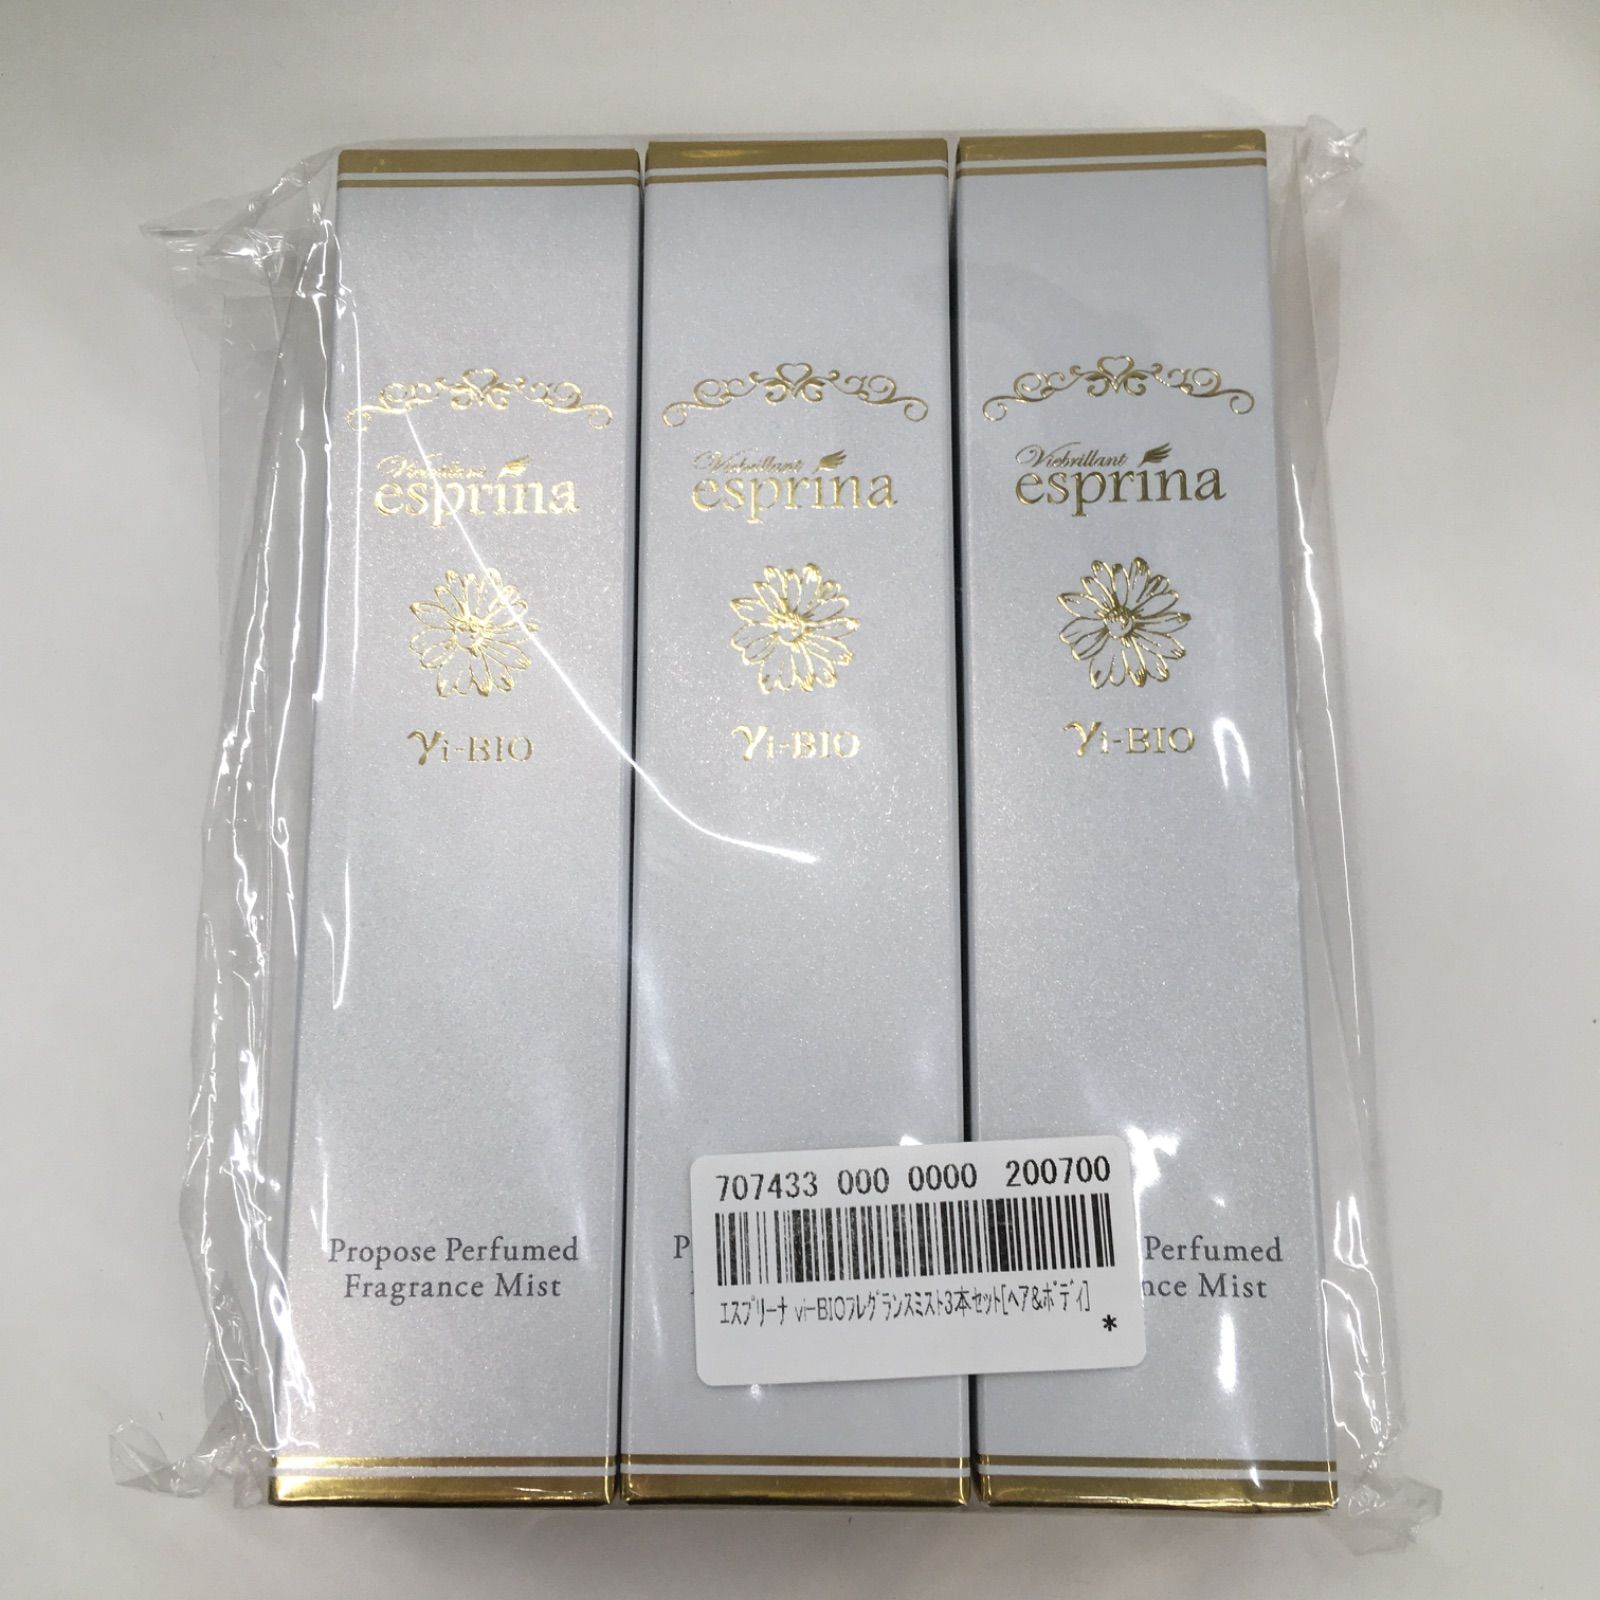 Viebrillant
esprina
γi-BIO
Propose Perfumed
Fragrance Mist
Viebrillant
esprina
γi-BIO
P
Viebrillant
esprina
γi-BIO
Perfumed
nce Mist
707433 000 0000 200700
ｴｽﾌﾟﾘｰﾅ vi-BIOﾌﾚｸﾞﾗﾝｽﾐｽﾄ3本ｾｯﾄ[ﾍｱ&ﾎﾞﾃﾞｨ]
*